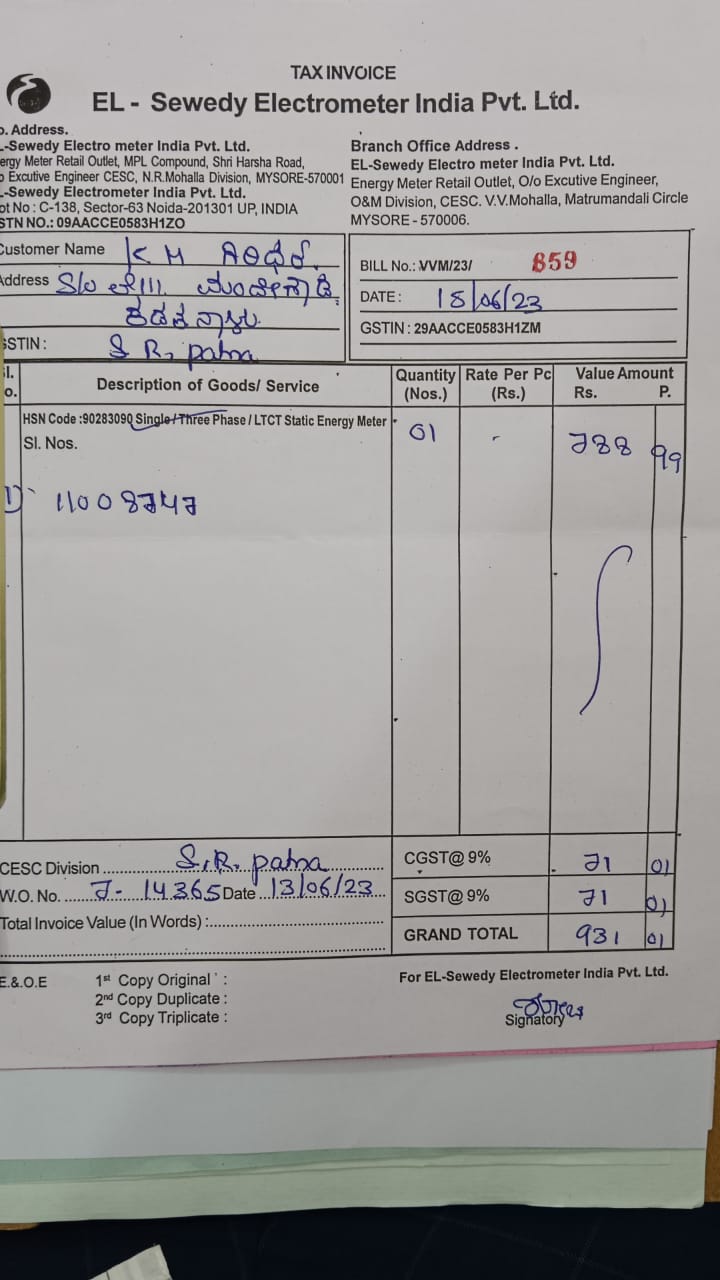 TAX INVOICE
EL - Sewedy Electrometer India Pvt. Ltd.
o. Address.
-Sewedy Electro meter India Pvt. Ltd.
ergy Meter Retail Outlet, MPL Compound, Shri Harsha Road,
o Excutive Engineer CESC, N.R.Mohalla Division, MYSORE-570001
-Sewedy Electrometer India Pvt. Ltd.
ot No : C-138, Sector-63 Noida-201301 UP, INDIA
STN NO.: 09AACCE0583H1ZO
Branch Office Address .
EL-Sewedy Electro meter India Pvt. Ltd.
Energy Meter Retail Outlet, O/o Excutive Engineer,
O&M Division, CESC. V.V.Mohalla, Matrumandali Circle
MYSORE - 570006.
Customer Name K M ಗಿರಿಧರ.
Address S/o
GSTIN : S R, patna
BILL No.: VVM/23/ 859
DATE : 18/06/23
GSTIN : 29AACCE0583H1ZM
Sl. No. Description of Goods/ Service Quantity (Nos.) Rate Per Pc (Rs.) Value Amount Rs. P.
HSN Code :90283090 Single / Three Phase / LTCT Static Energy Meter 01 - 788 99
Sl. Nos.
1) 11008747
CESC Division S.R. patna
W.O. No. J- 14365 Date 13/06/23
Total Invoice Value (In Words) :
CGST@ 9% 71 01
SGST@ 9% 71 01
GRAND TOTAL 931 01
E.&.O.E
1st Copy Original :
2nd Copy Duplicate :
3rd Copy Triplicate :
For EL-Sewedy Electrometer India Pvt. Ltd.
Signatory